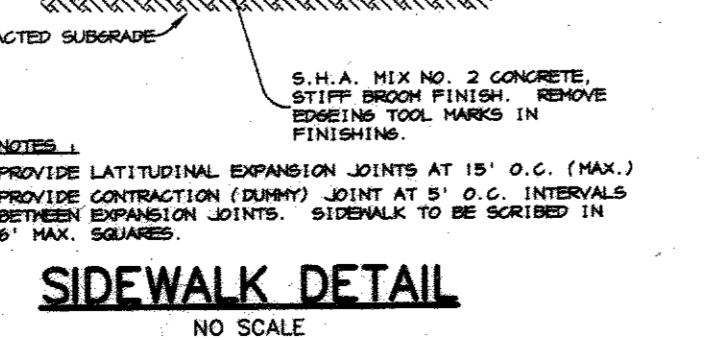 ACTED SUBGRADE
S.H.A. MIX NO. 2 CONCRETE,
STIFF BROOM FINISH. REMOVE
EDGEING TOOL MARKS IN
FINISHING.
NOTES :
PROVIDE LATITUDINAL EXPANSION JOINTS AT 15' O.C. (MAX.)
PROVIDE CONTRACTION (DUMMY) JOINT AT 5' O.C. INTERVALS
BETWEEN EXPANSION JOINTS. SIDEWALK TO BE SCRIBED IN
6' MAX. SQUARES.
SIDEWALK DETAIL
NO SCALE